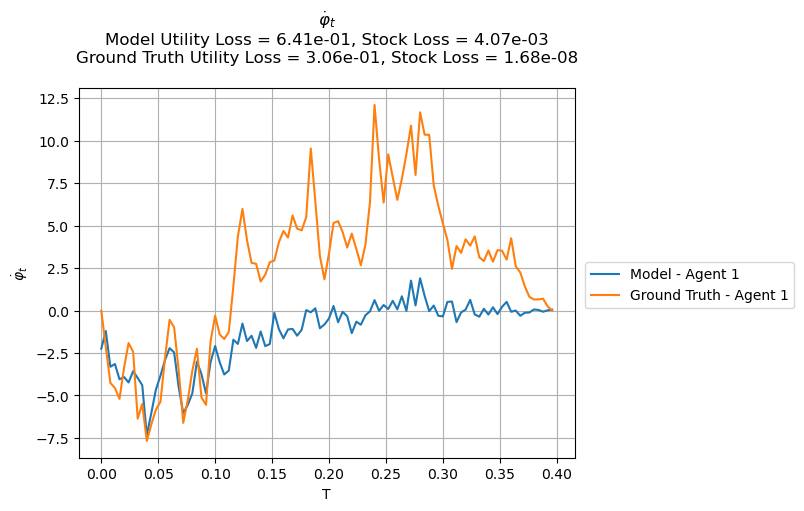 φ̇ₜ
Model Utility Loss = 6.41e-01, Stock Loss = 4.07e-03
Ground Truth Utility Loss = 3.06e-01, Stock Loss = 1.68e-08
12.5
10.0
7.5
5.0
2.5
0.0
−2.5
−5.0
−7.5
φ̇ₜ
0.00 0.05 0.10 0.15 0.20 0.25 0.30 0.35 0.40
T
Model - Agent 1
Ground Truth - Agent 1